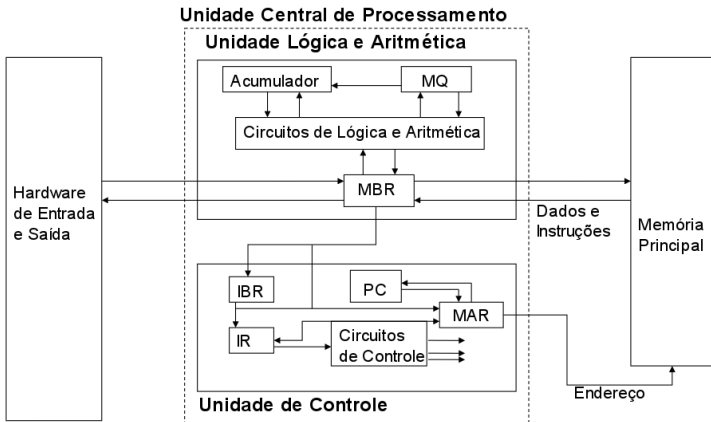 Unidade Central de Processamento
Unidade Lógica e Aritmética
Acumulador
MQ
Circuitos de Lógica e Aritmética
MBR
Hardware
de Entrada
e Saída
Dados e
Instruções
Memória
Principal
IBR
PC
MAR
IR
Circuitos
de Controle
Endereço
Unidade de Controle